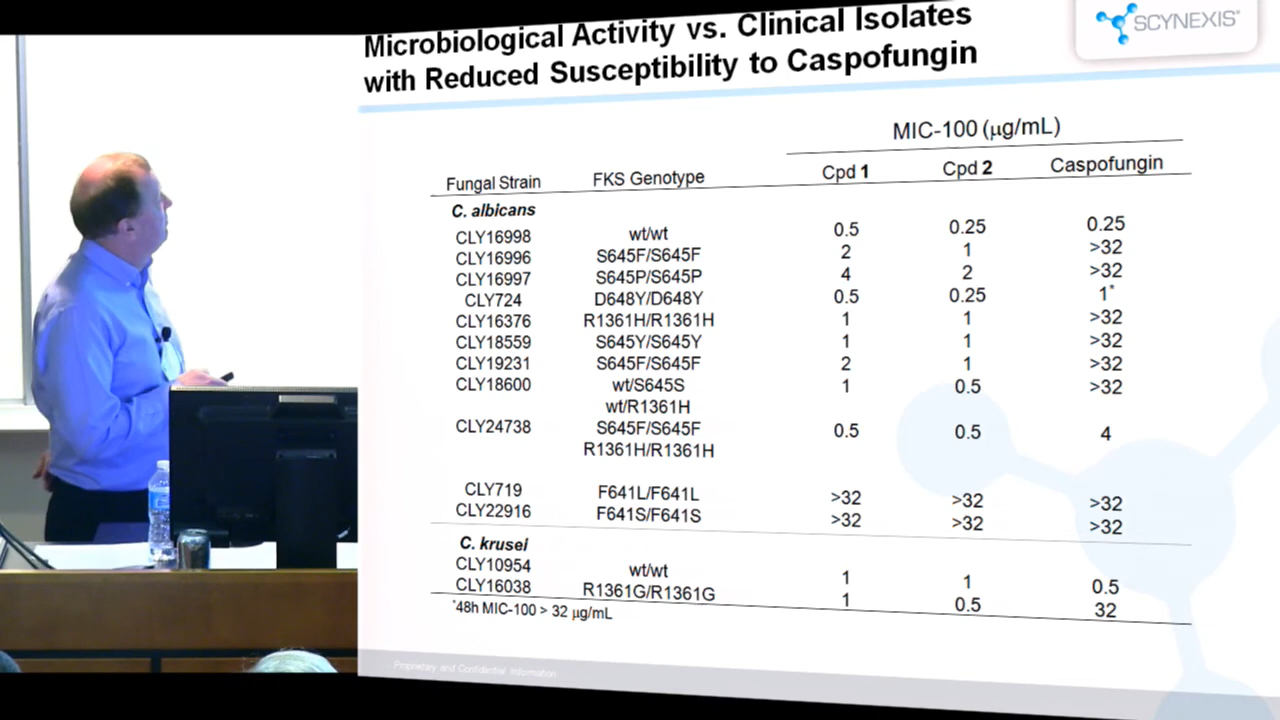 Microbiological Activity vs. Clinical Isolates
with Reduced Susceptibility to Caspofungin
SCYNEXIS
MIC-100 (µg/mL)
Fungal Strain FKS Genotype Cpd 1 Cpd 2 Caspofungin
C. albicans
CLY16998 wt/wt 0.5 0.25 0.25
CLY16996 S645F/S645F 2 1 >32
CLY16997 S645P/S645P 4 2 >32
CLY724 D648Y/D648Y 0.5 0.25 1*
CLY16376 R1361H/R1361H 1 1 >32
CLY18559 S645Y/S645Y 1 1 >32
CLY19231 S645F/S645F 2 1 >32
CLY18600 wt/S645S 1 0.5 >32
wt/R1361H
CLY24738 S645F/S645F 0.5 0.5 4
R1361H/R1361H
CLY719 F641L/F641L >32 >32 >32
CLY22916 F641S/F641S >32 >32 >32
C. krusei
CLY10954 wt/wt 1 1 0.5
CLY16038 R1361G/R1361G 1 0.5 32
*48h MIC-100 > 32 µg/mL
Proprietary and Confidential Information